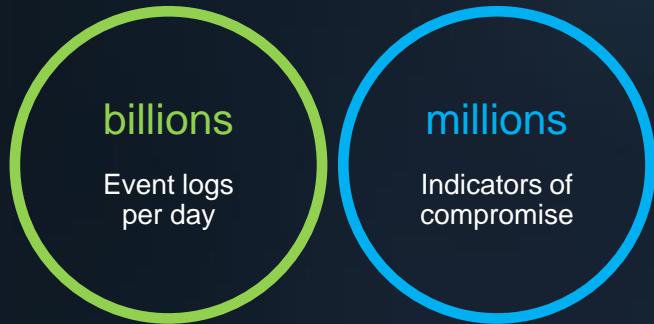 billions
Event logs
per day
millions
Indicators of
compromise